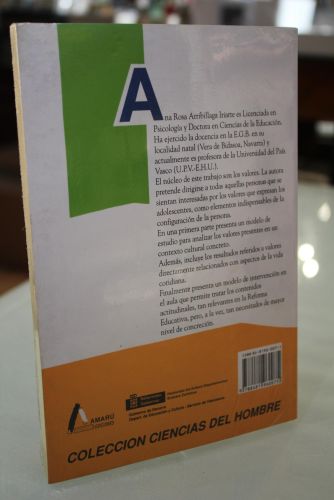 Ana Rosa Arribillaga Iriarte es Licenciada en
Psicología y Doctora en Ciencias de la Educación.
Ha ejercido la docencia en la E.G.B. en su
localidad natal (Vera de Bidasoa, Navarra) y
actualmente es profesora de la Universidad del País
Vasco (U.P.V.-E.H.U.).
El núcleo de este trabajo son los valores. La autora
pretende dirigirse a todas aquellas personas que se
sientan interesadas por los valores que expresan los
adolescentes, como elementos indispensables de la
configuración de la persona.
En una primera parte presenta un modelo de
estudio para analizar los valores presentes en un
contexto cultural concreto.
Además, incluye los resultados referidos a valores
directamente relacionados con aspectos de la vida
cotidiana.
Finalmente presenta un modelo de intervención en
el aula que permite tratar los contenidos
actitudinales, tan relevantes en la Reforma
Educativa, pero, a la vez, tan necesitados de mayor
nivel de concreción.
AMARÚ
EDICIONES
Gobierno de Navarra
COLECCION CIENCIAS DEL HOMBRE